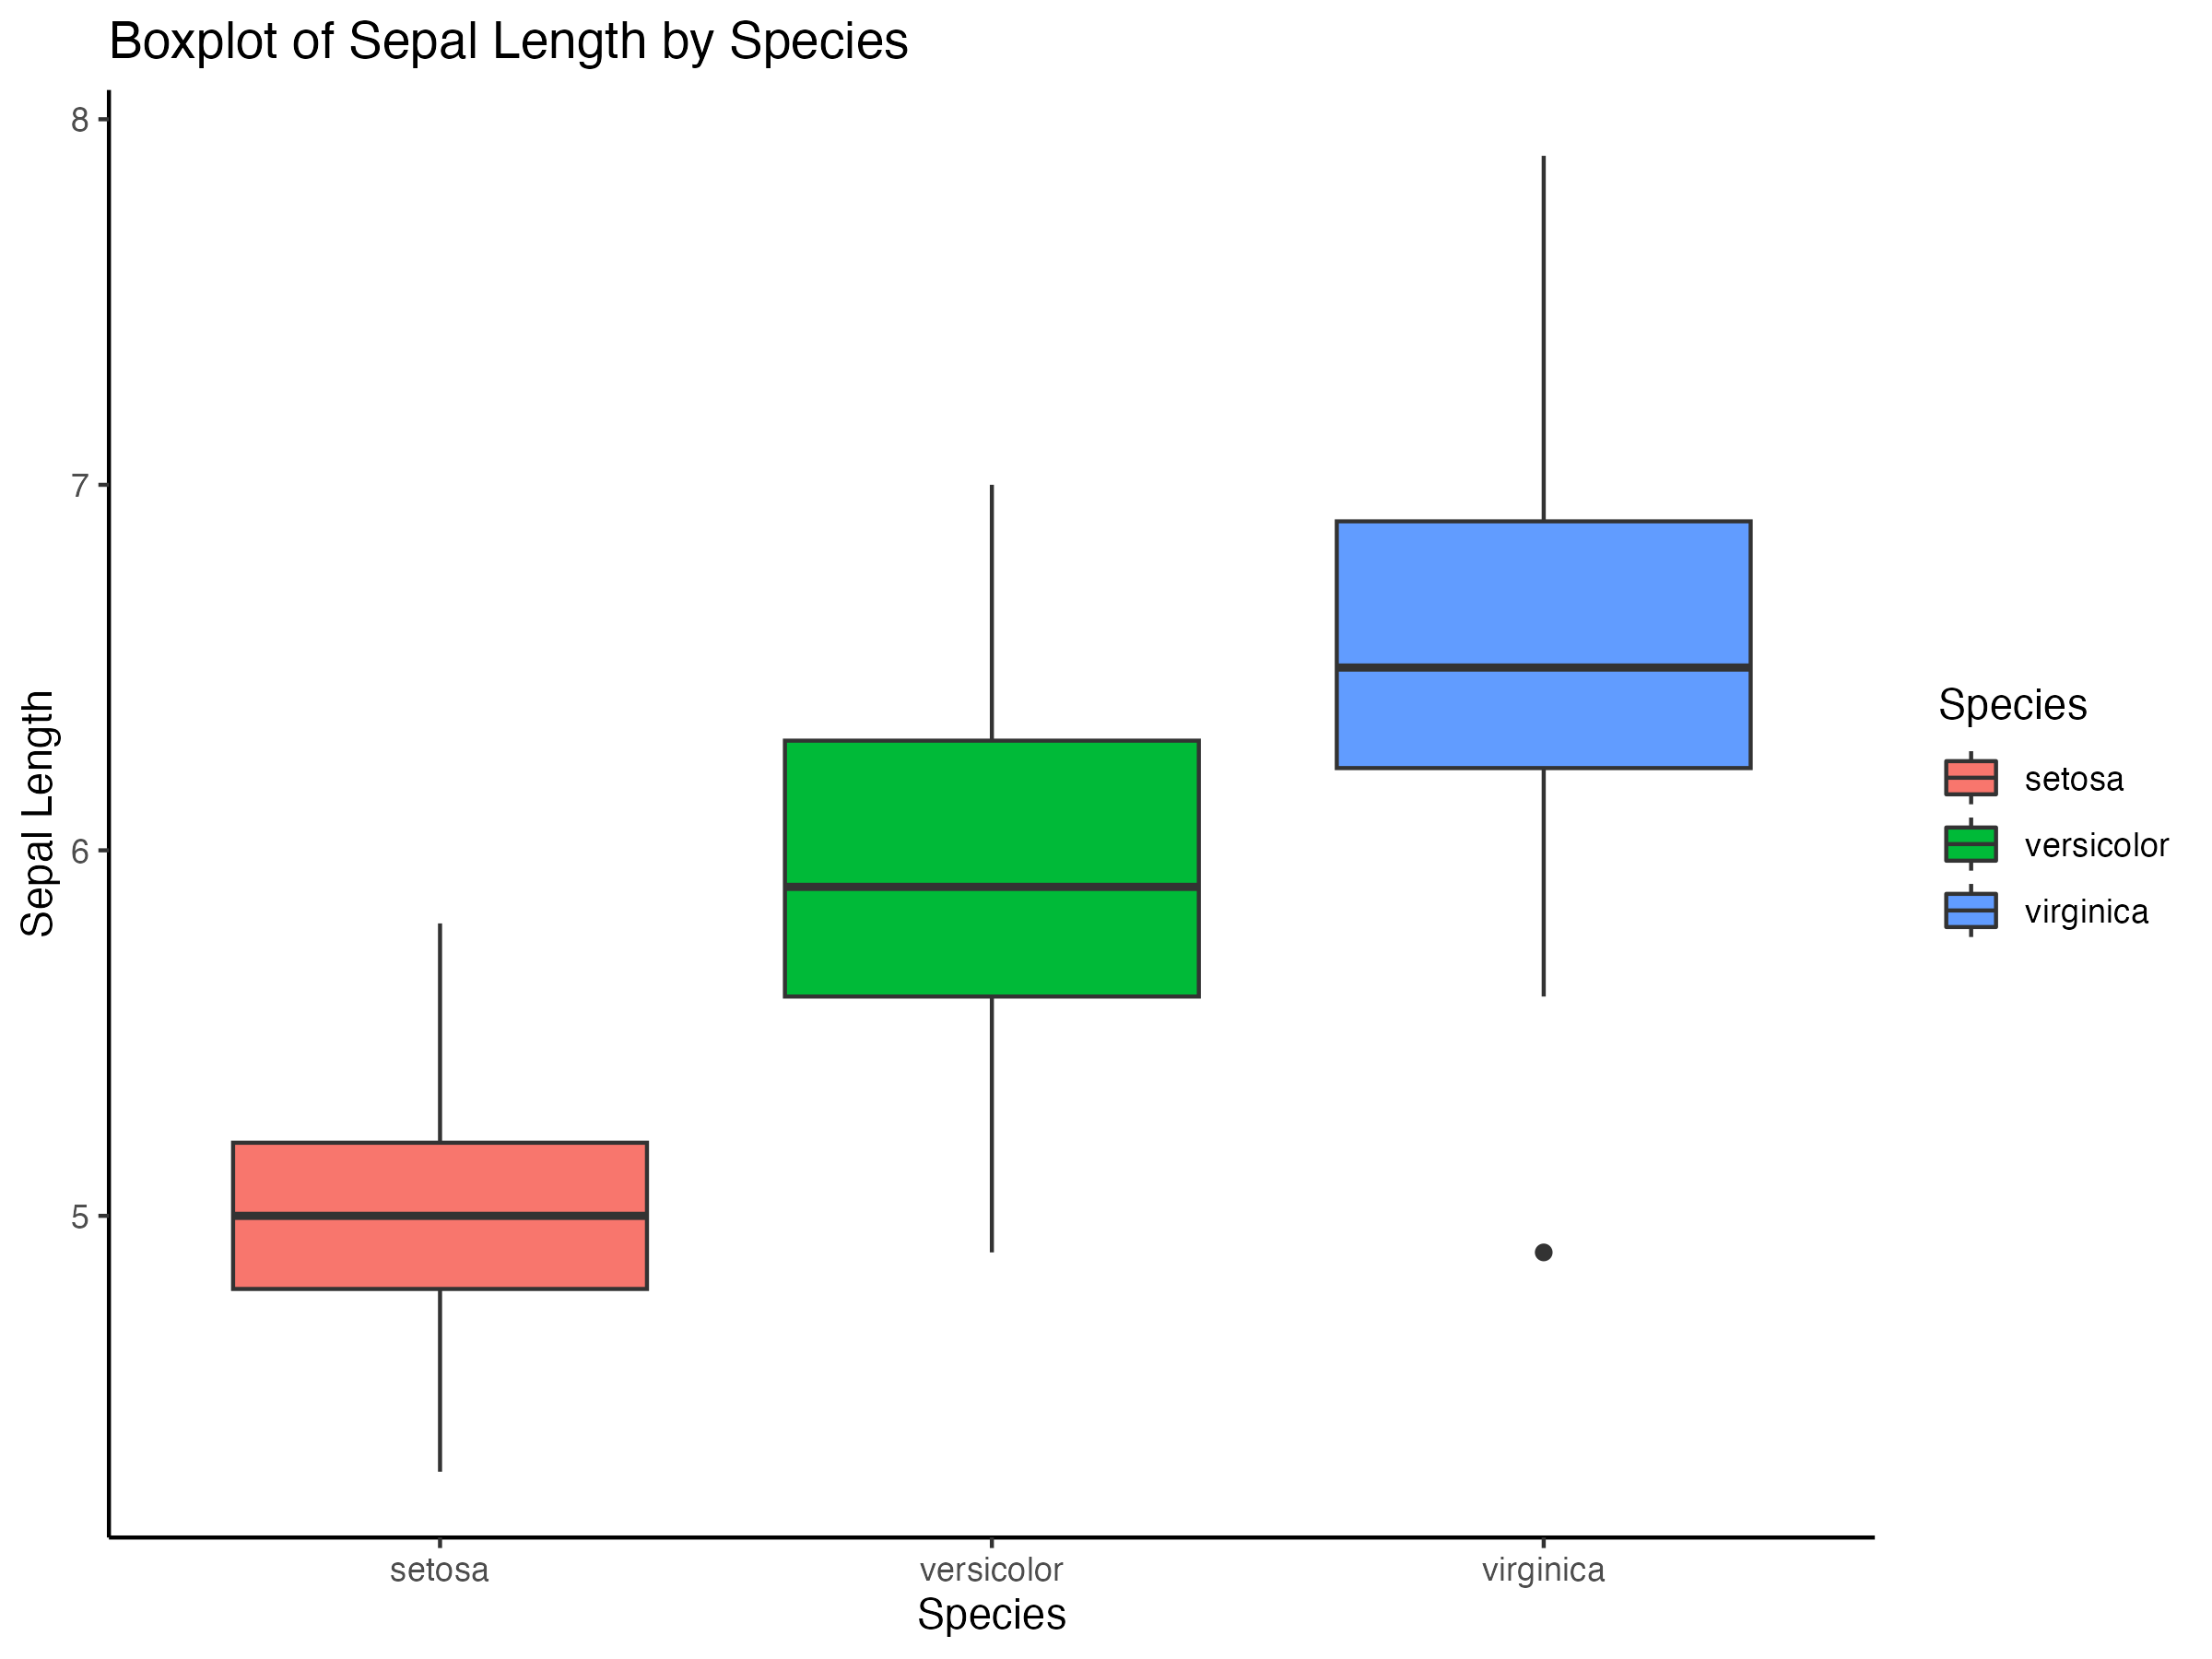 Boxplot of Sepal Length by Species
8
7
6
5
Sepal Length
setosa
versicolor
virginica
Species
Species
setosa
versicolor
virginica